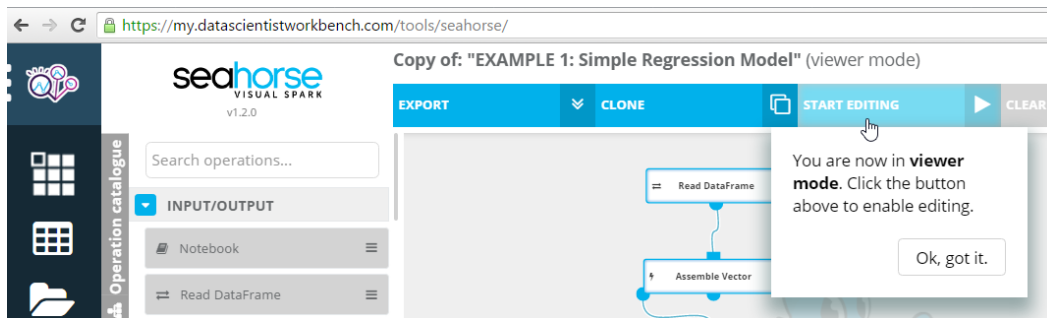 https://my.datascientistworkbench.com/tools/seahorse/
Copy of: "EXAMPLE 1: Simple Regression Model" (viewer mode)
seahorse
VISUAL SPARK
v1.2.0
EXPORT
CLONE
START EDITING
CLEAR
Operation catalogue
Search operations...
INPUT/OUTPUT
Notebook
Read DataFrame
Read DataFrame
Assemble Vector
You are now in viewer
mode. Click the button
above to enable editing.
Ok, got it.